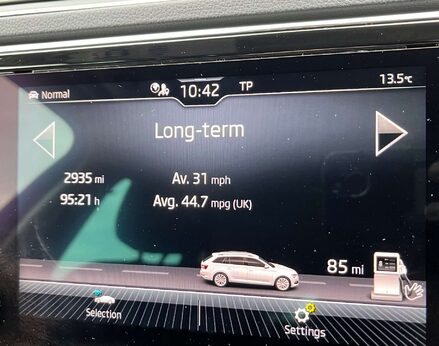 Normal
10:42
TP
13.5°C
Long-term
2935 mi
Av. 31 mph
95:21 h
Avg. 44.7 mpg (UK)
85 mi
Selection
Settings